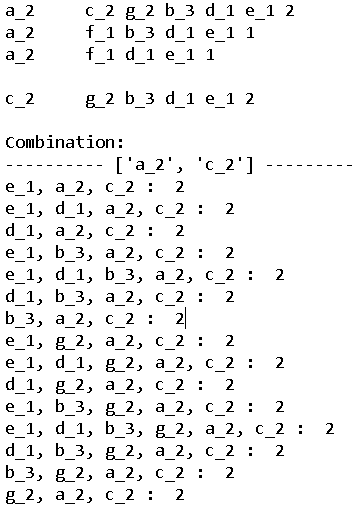 a_2 c_2 g_2 b_3 d_1 e_1 2
a_2 f_1 b_3 d_1 e_1 1
a_2 f_1 d_1 e_1 1
c_2 g_2 b_3 d_1 e_1 2
Combination:
---------- ['a_2', 'c_2'] ---------
e_1, a_2, c_2 : 2
e_1, d_1, a_2, c_2 : 2
d_1, a_2, c_2 : 2
e_1, b_3, a_2, c_2 : 2
e_1, d_1, b_3, a_2, c_2 : 2
d_1, b_3, a_2, c_2 : 2
b_3, a_2, c_2 : 2
e_1, g_2, a_2, c_2 : 2
e_1, d_1, g_2, a_2, c_2 : 2
d_1, g_2, a_2, c_2 : 2
e_1, b_3, g_2, a_2, c_2 : 2
e_1, d_1, b_3, g_2, a_2, c_2 : 2
d_1, b_3, g_2, a_2, c_2 : 2
b_3, g_2, a_2, c_2 : 2
g_2, a_2, c_2 : 2